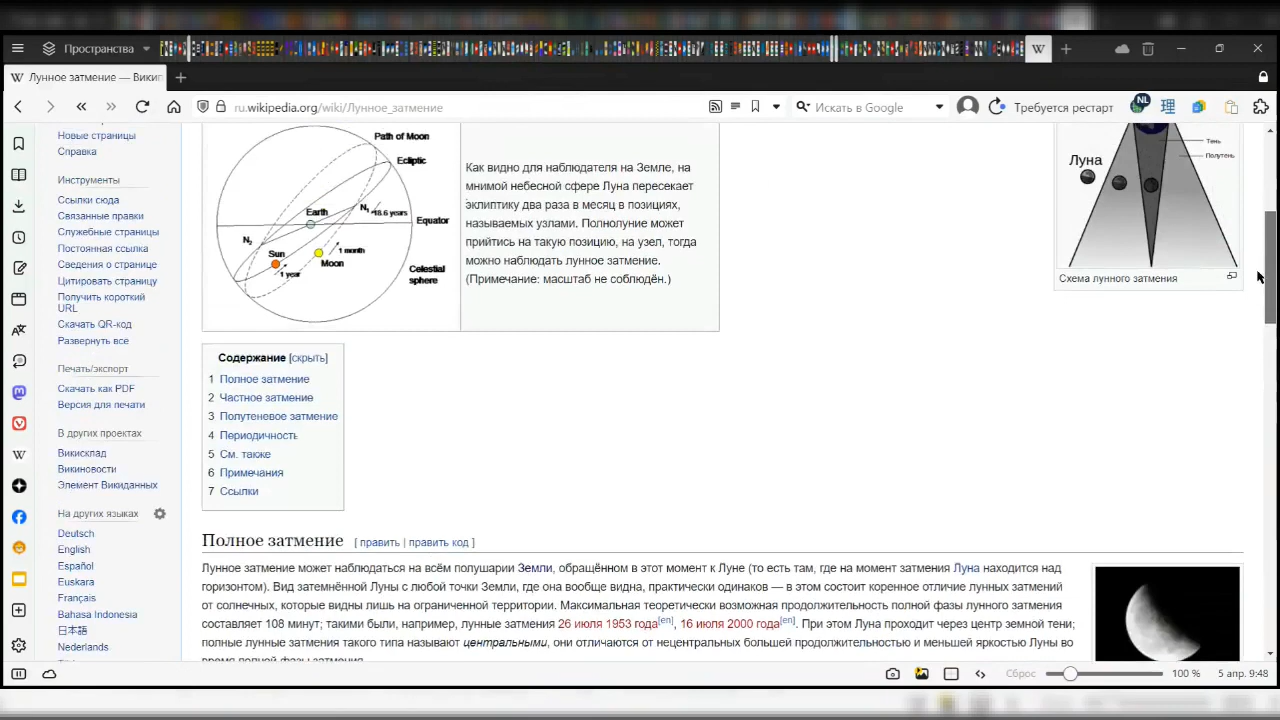 Пространства
Лунное затмение — Викип
ru.wikipedia.org/wiki/Лунное_затмение
Искать в Google
NL
Требуется рестарт
Новые страницы
Справка
Инструменты
Ссылки сюда
Связанные правки
Служебные страницы
Постоянная ссылка
Сведения о странице
Цитировать страницу
Получить короткий
URL
Скачать QR-код
Развернуть все
Печать/экспорт
Скачать как PDF
Версия для печати
В других проектах
Викисклад
Викиновости
Элемент Викиданных
На других языках
Deutsch
English
Español
Euskara
Français
Bahasa Indonesia
日本語
Nederlands
Path of Moon
Ecliptic
Earth
N1
18.6 years
Equator
N2
Sun
1 month
Moon
1 year
Celestial
sphere
Как видно для наблюдателя на Земле, на
мнимой небесной сфере Луна пересекает
эклиптику два раза в месяц в позициях,
называемых узлами. Полнолуние может
прийтись на такую позицию, на узел, тогда
можно наблюдать лунное затмение.
(Примечание: масштаб не соблюдён.)
Тень
Полутень
Луна
Схема лунного затмения
Содержание [скрыть]
1 Полное затмение
2 Частное затмение
3 Полутеневое затмение
4 Периодичность
5 См. также
6 Примечания
7 Ссылки
Полное затмение [ править | править код ]
Лунное затмение может наблюдаться на всём полушарии Земли, обращённом в этот момент к Луне (то есть там, где на момент затмения Луна находится над
горизонтом). Вид затемнённой Луны с любой точки Земли, где она вообще видна, практически одинаков — в этом состоит коренное отличие лунных затмений
от солнечных, которые видны лишь на ограниченной территории. Максимальная теоретически возможная продолжительность полной фазы лунного затмения
составляет 108 минут; такими были, например, лунные затмения 26 июля 1953 года[en], 16 июля 2000 года[en]. При этом Луна проходит через центр земной тени;
полные лунные затмения такого типа называют центральными, они отличаются от нецентральных большей продолжительностью и меньшей яркостью Луны во
время полной фазы затмения.
Сброс
100 %
5 апр. 9:48